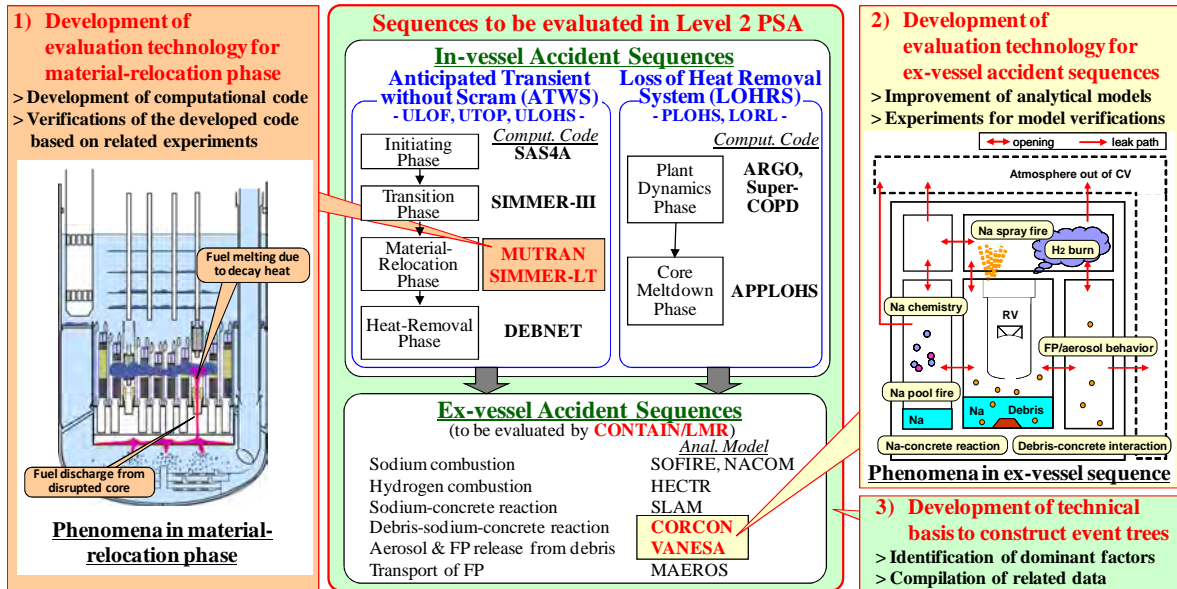 1) Development of
evaluation technology for
material-relocation phase
> Development of computational code
> Verifications of the developed code
based on related experiments
Fuel melting due
to decay heat
Fuel discharge from
disrupted core
Phenomena in material-
relocation phase
Sequences to be evaluated in Level 2 PSA
In-vessel Accident Sequences
Anticipated Transient
without Scram (ATWS)
- ULOF, UTOP, ULOHS -
Comput. Code
Initiating
Phase
SAS4A
Transition
Phase
SIMMER-III
Material-
Relocation
Phase
MUTRAN
SIMMER-LT
Heat-Removal
Phase
DEBNET
Loss of Heat Removal
System (LOHRS)
- PLOHS, LORL -
Comput. Code
Plant
Dynamics
Phase
ARGO,
Super-
COPD
Core
Meltdown
Phase
APPLOHS
Ex-vessel Accident Sequences
(to be evaluated by CONTAIN/LMR)
Anal. Model
Sodium combustion SOFIRE, NACOM
Hydrogen combustion HECTR
Sodium-concrete reaction SLAM
Debris-sodium-concrete reaction CORCON
Aerosol & FP release from debris VANESA
Transport of FP MAEROS
2) Development of
evaluation technology for
ex-vessel accident sequences
> Improvement of analytical models
> Experiments for model verifications
opening leak path
Atmosphere out of CV
Na spray fire
H2 burn
Na chemistry
RV
FP/aerosol behavior
Na pool fire
Na
Na Debris
Na-concrete reaction Debris-concrete interaction
Phenomena in ex-vessel sequence
3) Development of technical
basis to construct event trees
> Identification of dominant factors
> Compilation of related data